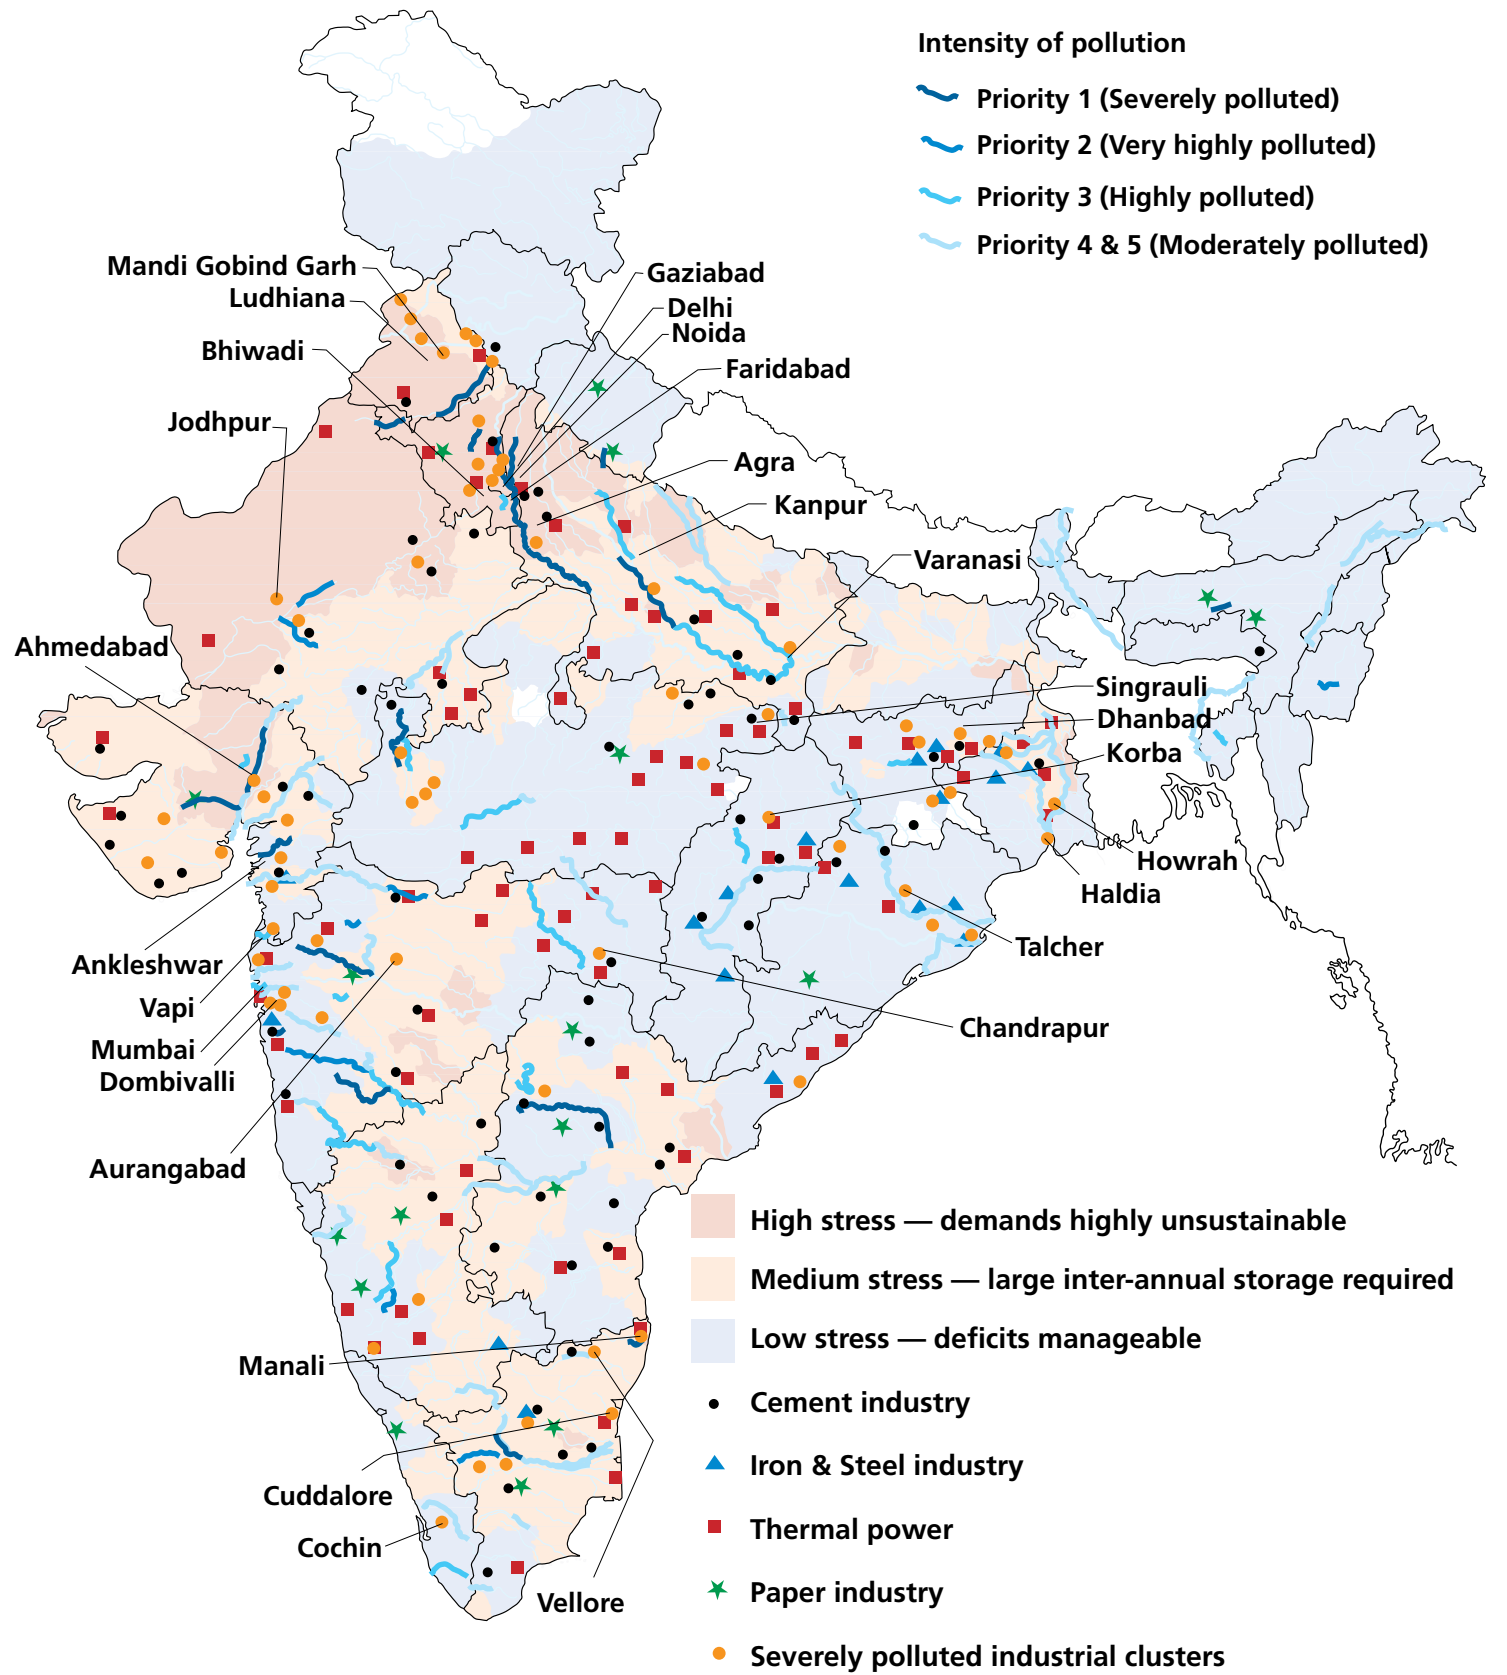 Intensity of pollution
Priority 1 (Severely polluted)
Priority 2 (Very highly polluted)
Priority 3 (Highly polluted)
Priority 4 & 5 (Moderately polluted)
Mandi Gobind Garh
Ludhiana
Bhiwadi
Jodhpur
Gaziabad
Delhi
Noida
Faridabad
Agra
Kanpur
Varanasi
Ahmedabad
Singrauli
Dhanbad
Korba
Howrah
Haldia
Talcher
Ankleshwar
Vapi
Mumbai
Dombivalli
Chandrapur
Aurangabad
High stress — demands highly unsustainable
Medium stress — large inter-annual storage required
Low stress — deficits manageable
Manali
Cement industry
Iron & Steel industry
Cuddalore
Thermal power
Cochin
Paper industry
Vellore
Severely polluted industrial clusters